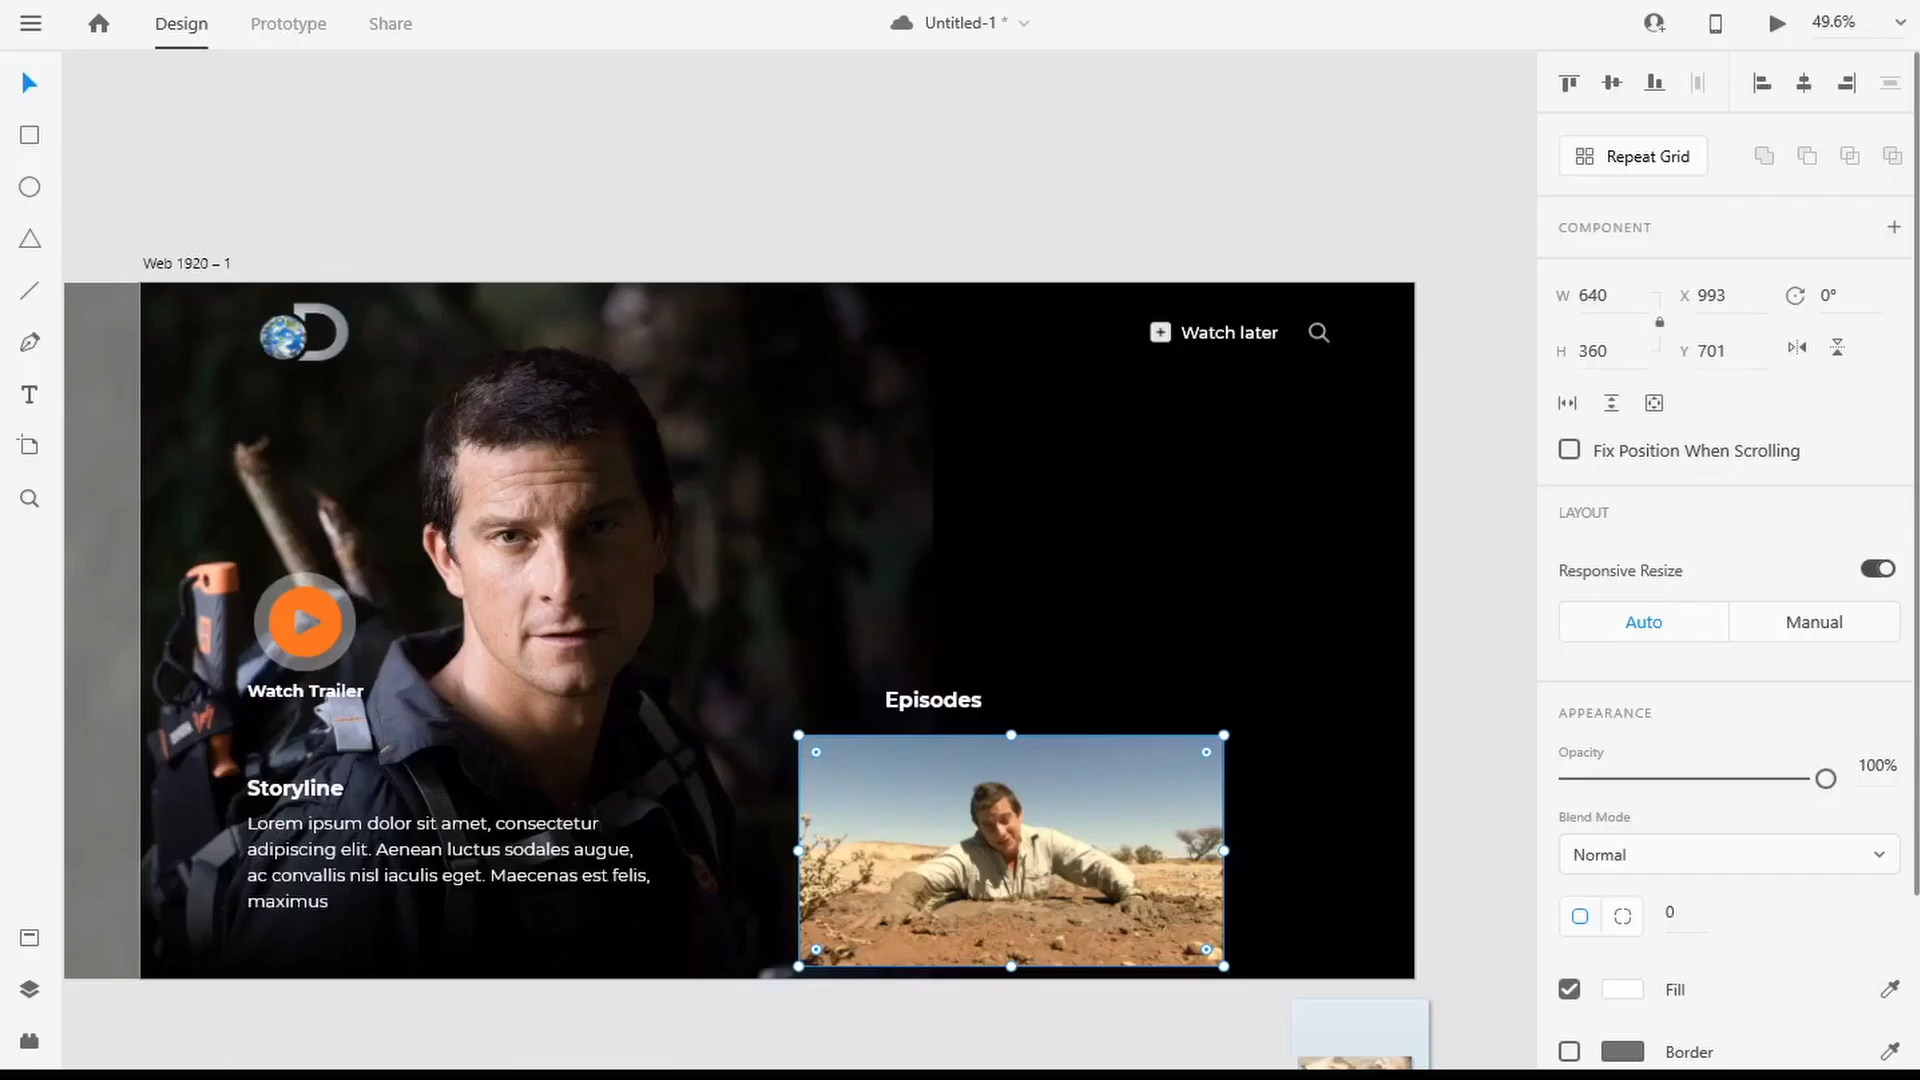 Design
Prototype
Share
Untitled-1 *
49.6%
Repeat Grid
COMPONENT
W 640
X 993
0°
H 360
Y 701
Fix Position When Scrolling
LAYOUT
Responsive Resize
Auto
Manual
APPEARANCE
Opacity
100%
Blend Mode
Normal
0
Fill
Border
T
Web 1920 – 1
D
Watch later
Watch Trailer
Episodes
Storyline
Lorem ipsum dolor sit amet, consectetur
adipiscing elit. Aenean luctus sodales augue,
ac convallis nisl iaculis eget. Maecenas est felis,
maximus